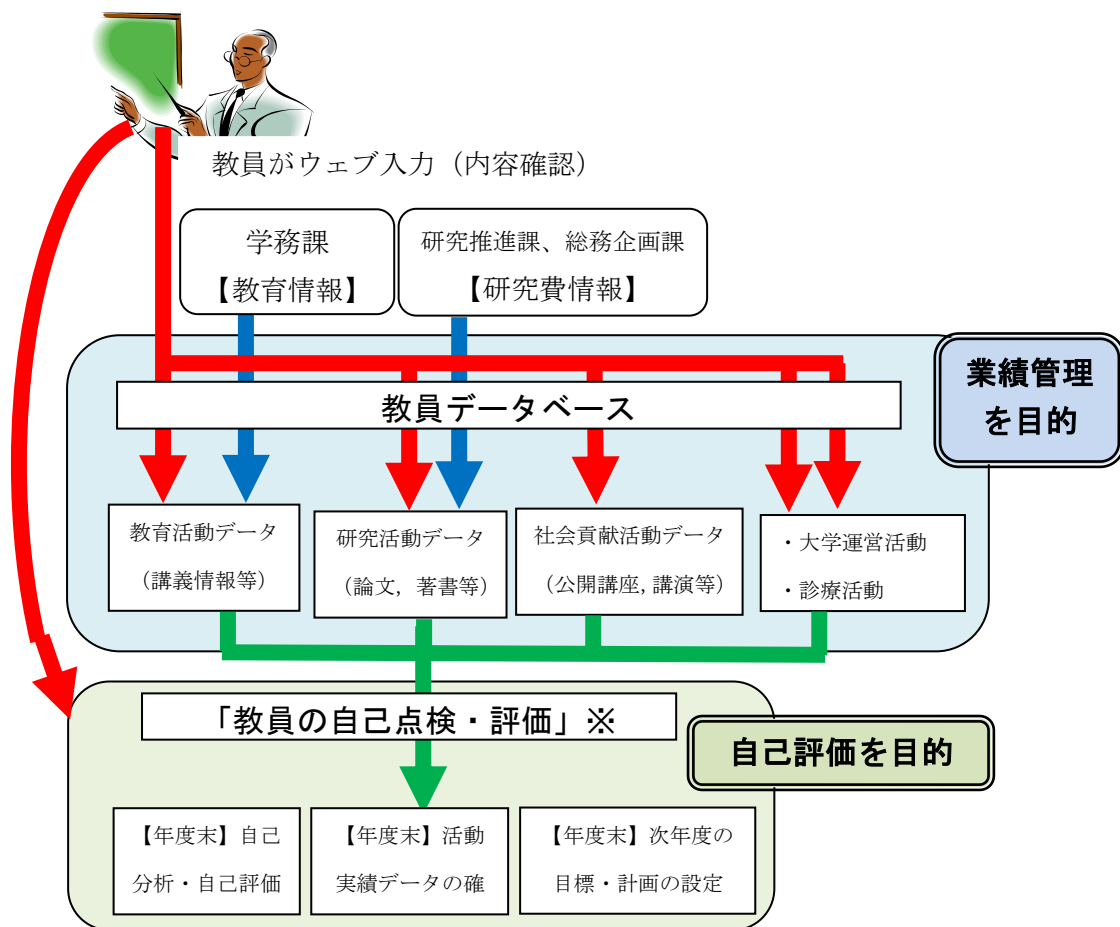 教員がウェブ入力（内容確認）
学務課
【教育情報】
研究推進課、総務企画課
【研究費情報】
業績管理
を目的
教員データベース
教育活動データ
（講義情報等）
研究活動データ
（論文，著書等）
社会貢献活動データ
（公開講座，講演等）
・大学運営活動
・診療活動
「教員の自己点検・評価」※
自己評価を目的
【年度末】自己
分析・自己評価
【年度末】活動
実績データの確
【年度末】次年度の
目標・計画の設定